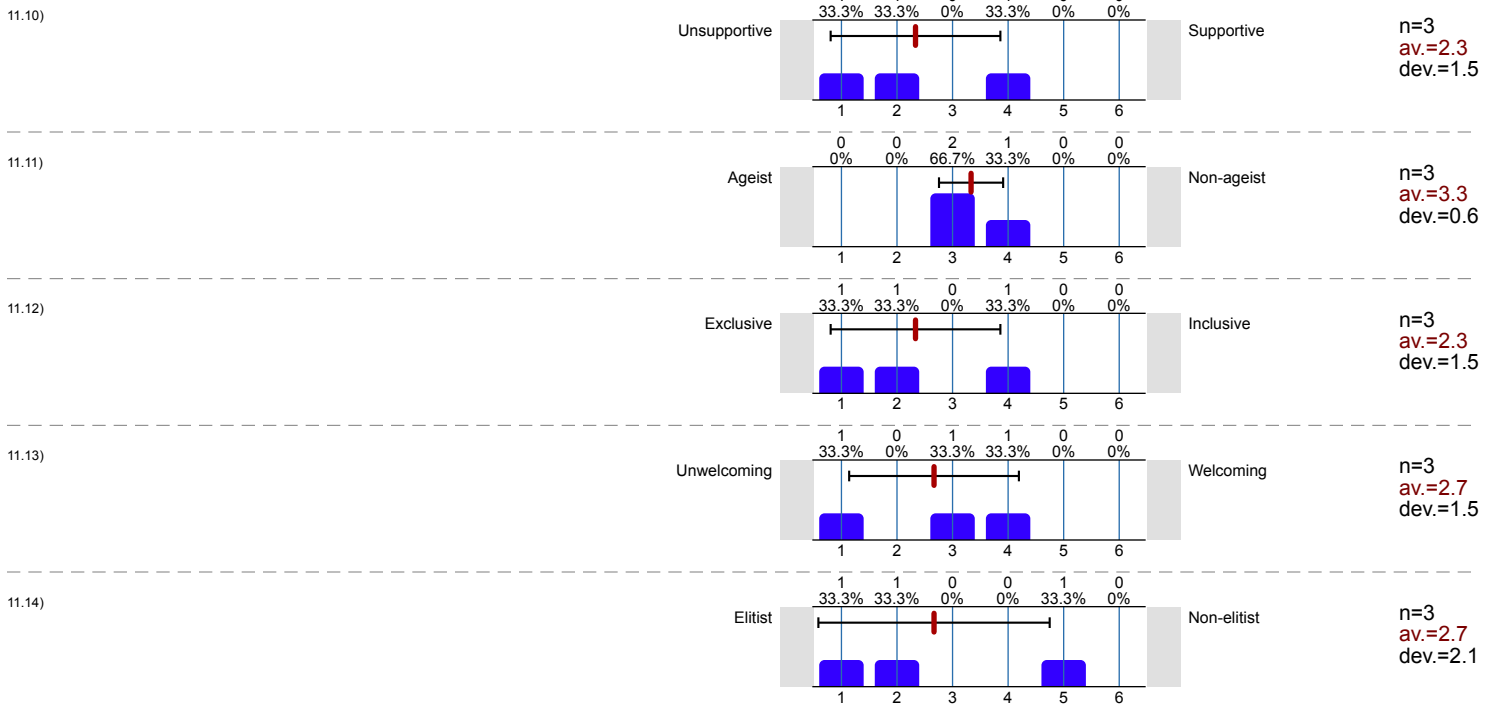 11.10)
33.3% 33.3% 0% 33.3% 0% 0%
Unsupportive Supportive
n=3
av.=2.3
dev.=1.5
1 2 3 4 5 6
11.11)
0 0 2 1 0 0
0% 0% 66.7% 33.3% 0% 0%
Ageist Non-ageist
n=3
av.=3.3
dev.=0.6
1 2 3 4 5 6
11.12)
1 1 0 1 0 0
33.3% 33.3% 0% 33.3% 0% 0%
Exclusive Inclusive
n=3
av.=2.3
dev.=1.5
1 2 3 4 5 6
11.13)
1 0 1 1 0 0
33.3% 0% 33.3% 33.3% 0% 0%
Unwelcoming Welcoming
n=3
av.=2.7
dev.=1.5
1 2 3 4 5 6
11.14)
1 1 0 0 1 0
33.3% 33.3% 0% 0% 33.3% 0%
Elitist Non-elitist
n=3
av.=2.7
dev.=2.1
1 2 3 4 5 6